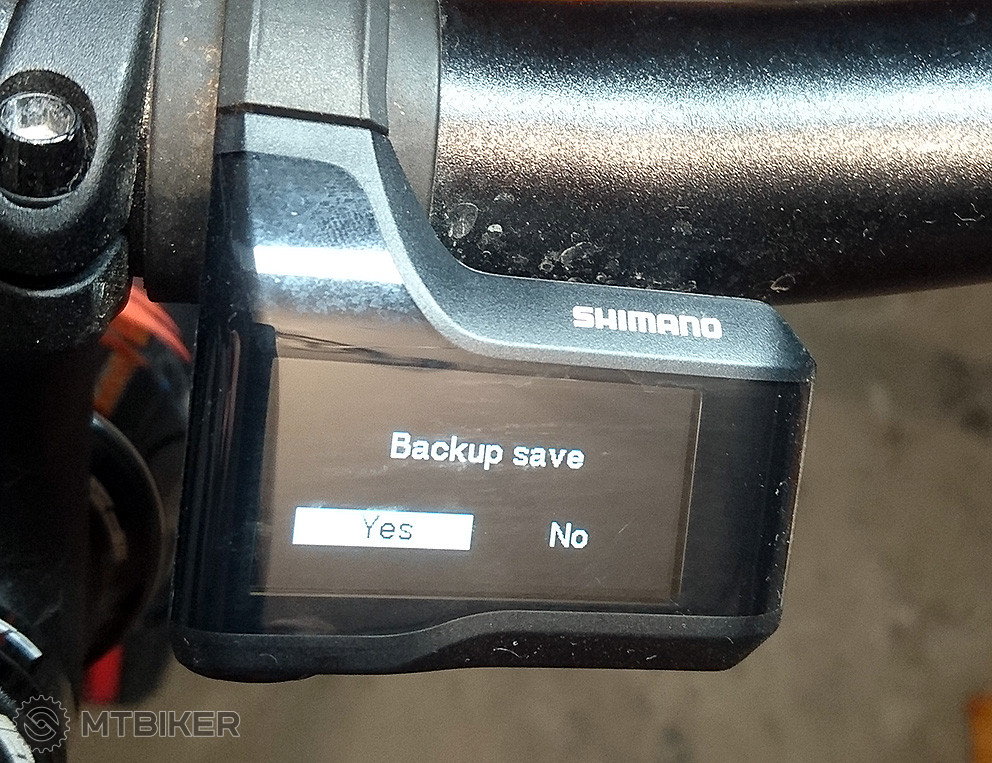 SHIMANO
Backup save
Yes No
MTBIKER